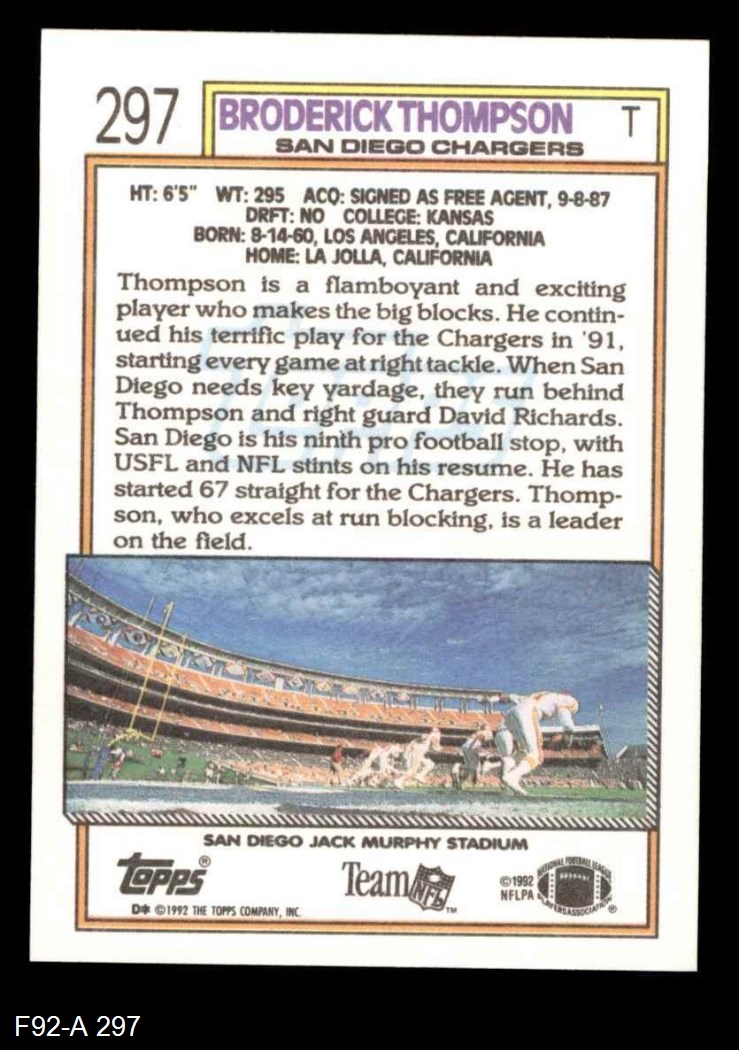 297
BRODERICK THOMPSON T
SAN DIEGO CHARGERS
HT: 6'5" WT: 295 ACQ: SIGNED AS FREE AGENT, 9-8-87
DRFT: NO COLLEGE: KANSAS
BORN: 8-14-60, LOS ANGELES, CALIFORNIA
HOME: LA JOLLA, CALIFORNIA
Thompson is a flamboyant and exciting
player who makes the big blocks. He contin-
ued his terrific play for the Chargers in '91,
starting every game at right tackle. When San
Diego needs key yardage, they run behind
Thompson and right guard David Richards.
San Diego is his ninth pro football stop, with
USFL and NFL stints on his resume. He has
started 67 straight for the Chargers. Thomp-
son, who excels at run blocking, is a leader
on the field.
SAN DIEGO JACK MURPHY STADIUM
TOPPS®
Team NFL™
©1992
NFLPA
NATIONAL FOOTBALL LEAGUE
PLAYERS ASSOCIATION ®
D* ©1992 THE TOPPS COMPANY, INC.
F92-A 297